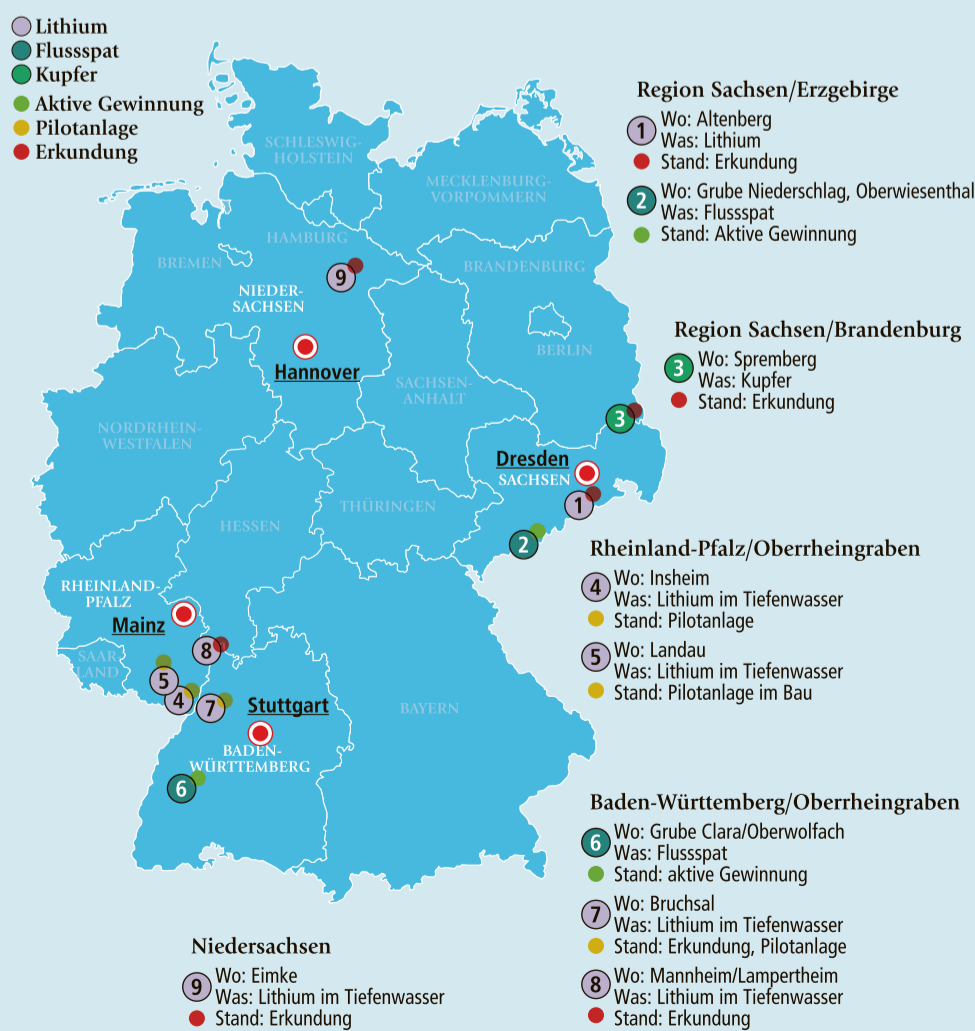 Lithium
Flussspat
Kupfer
Aktive Gewinnung
Pilotanlage
Erkundung
SCHLESWIG-
HOLSTEIN
MECKLENBURG-
VORPOMMERN
HAMBURG
BREMEN
BRANDENBURG
9
NIEDER-
SACHSEN
BERLIN
Hannover
SACHSEN-
ANHALT
NORDRHEIN-
WESTFALEN
3
Dresden
SACHSEN
1
THÜRINGEN
HESSEN
2
RHEINLAND-
PFALZ
Mainz
8
SAAR
LAND
5
4
7
Stuttgart
BAYERN
BADEN-
WÜRTTEMBERG
6
Region Sachsen/Erzgebirge
1
Wo: Altenberg
Was: Lithium
Stand: Erkundung
2
Wo: Grube Niederschlag, Oberwiesenthal
Was: Flussspat
Stand: Aktive Gewinnung
Region Sachsen/Brandenburg
3
Wo: Spremberg
Was: Kupfer
Stand: Erkundung
Rheinland-Pfalz/Oberrheingraben
4
Wo: Insheim
Was: Lithium im Tiefenwasser
Stand: Pilotanlage
5
Wo: Landau
Was: Lithium im Tiefenwasser
Stand: Pilotanlage im Bau
Baden-Württemberg/Oberrheingraben
6
Wo: Grube Clara/Oberwolfach
Was: Flussspat
Stand: aktive Gewinnung
7
Wo: Bruchsal
Was: Lithium im Tiefenwasser
Stand: Erkundung, Pilotanlage
8
Wo: Mannheim/Lampertheim
Was: Lithium im Tiefenwasser
Stand: Erkundung
Niedersachsen
9
Wo: Eimke
Was: Lithium im Tiefenwasser
Stand: Erkundung